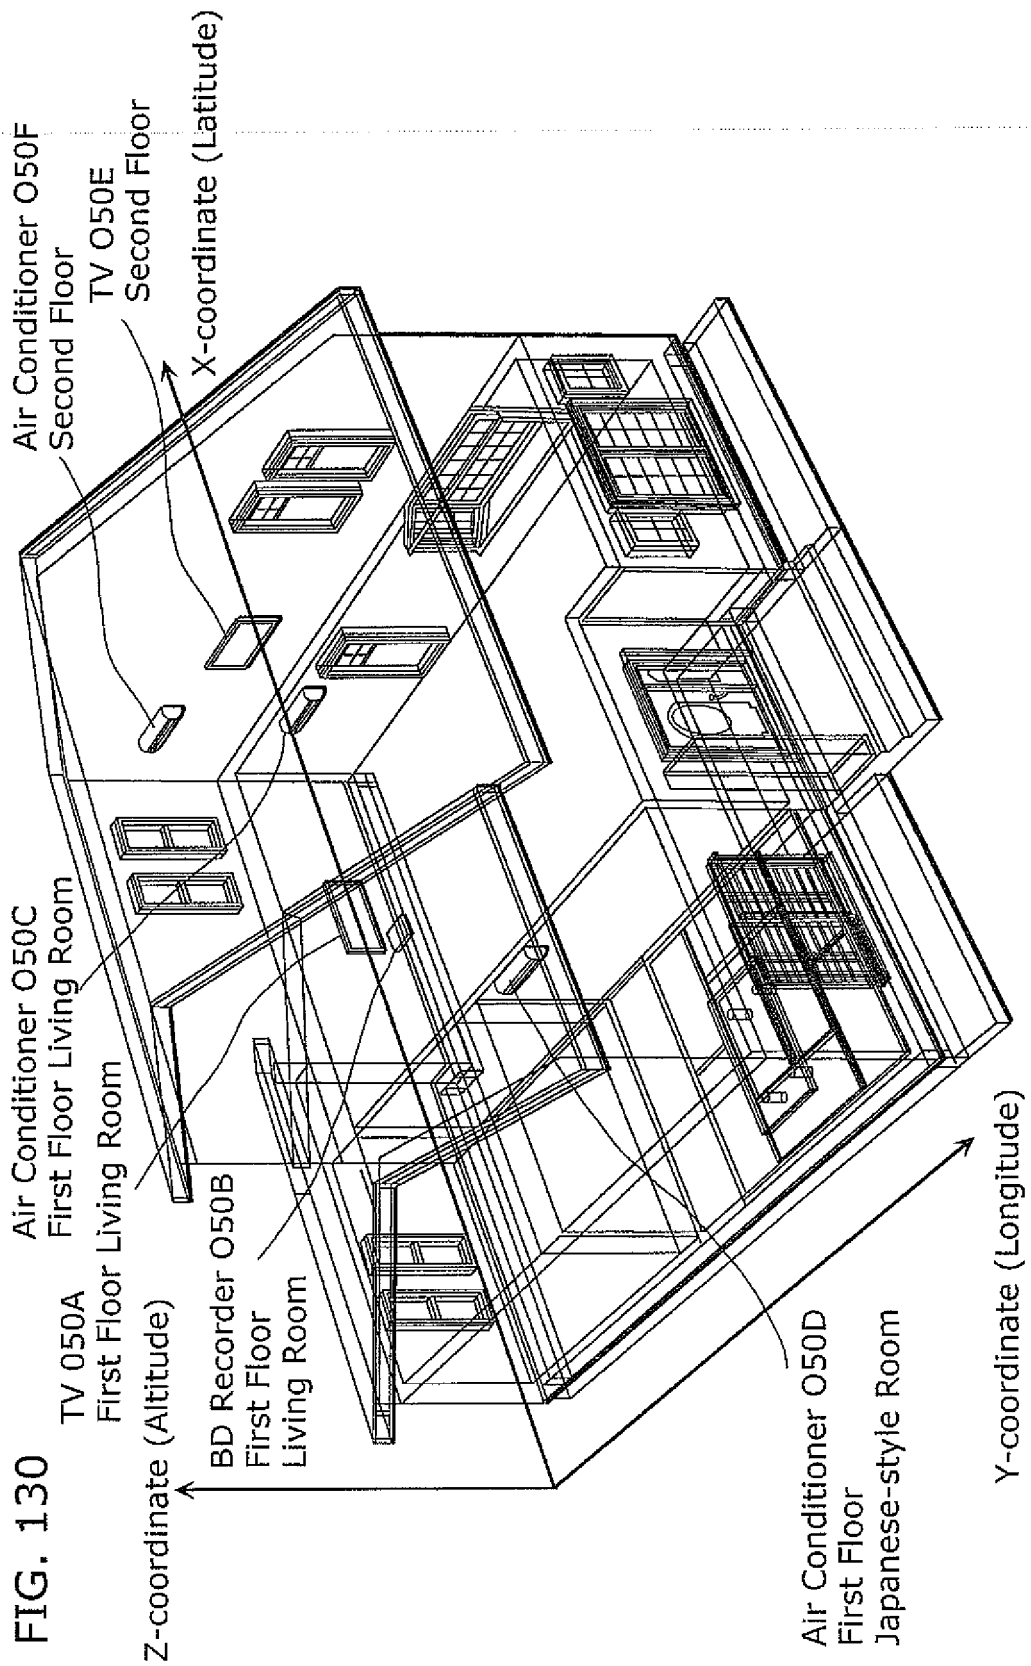 FIG. 130
Air Conditioner O50F
Second Floor
TV O50E
Second Floor
X-coordinate (Latitude)
Air Conditioner O50C
First Floor Living Room
TV 050A
First Floor Living Room
Z-coordinate (Altitude)
BD Recorder O50B
First Floor
Living Room
Air Conditioner O50D
First Floor
Japanese-style Room
Y-coordinate (Longitude)